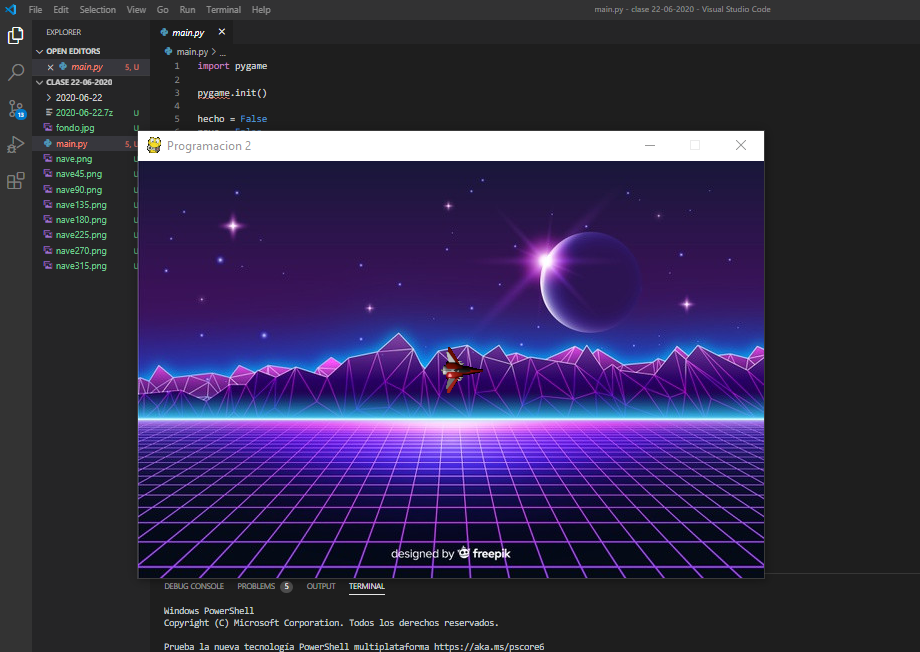 File Edit Selection View Go Run Terminal Help
main.py - clase 22-06-2020 - Visual Studio Code
EXPLORER
OPEN EDITORS
main.py 5, U
CLASE 22-06-2020
2020-06-22
2020-06-22.7z U
fondo.jpg U
main.py 5, U
nave.png U
nave45.png U
nave90.png U
nave135.png U
nave180.png U
nave225.png U
nave270.png U
nave315.png U
13
main.py
main.py > ...
1 import pygame
2
3 pygame.init()
4
5 hecho = False
Programacion 2
designed by freepik
DEBUG CONSOLE PROBLEMS 5 OUTPUT TERMINAL
Windows PowerShell
Copyright (C) Microsoft Corporation. Todos los derechos reservados.
Prueba la nueva tecnología PowerShell multiplataforma https://aka.ms/pscore6